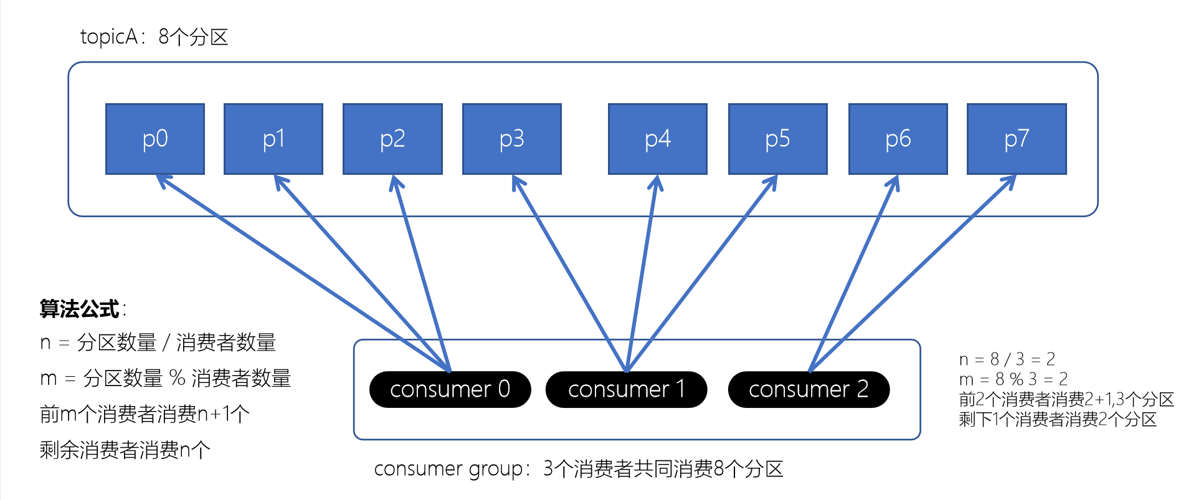 topicA：8个分区
p0
p1
p2
p3
p4
p5
p6
p7
算法公式：
n = 分区数量 / 消费者数量
m = 分区数量 % 消费者数量
前m个消费者消费n+1个
剩余消费者消费n个
consumer 0
consumer 1
consumer 2
consumer group：3个消费者共同消费8个分区
n = 8 / 3 = 2
m = 8 % 3 = 2
前2个消费者消费2+1,3个分区
剩下1个消费者消费2个分区